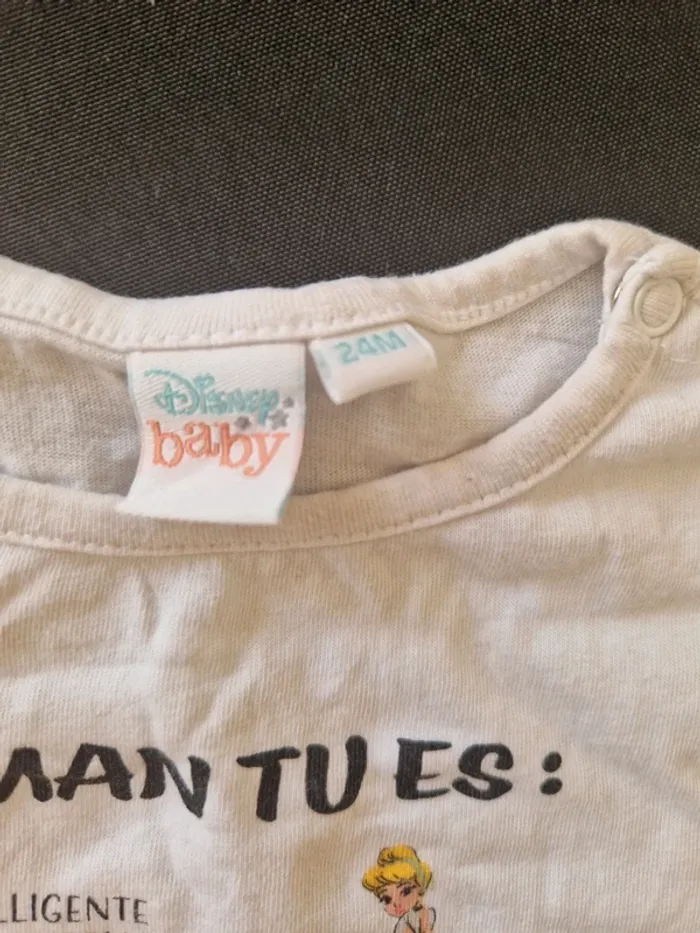 24M
Disney
baby
MAN TU ES :
LLIGENTE